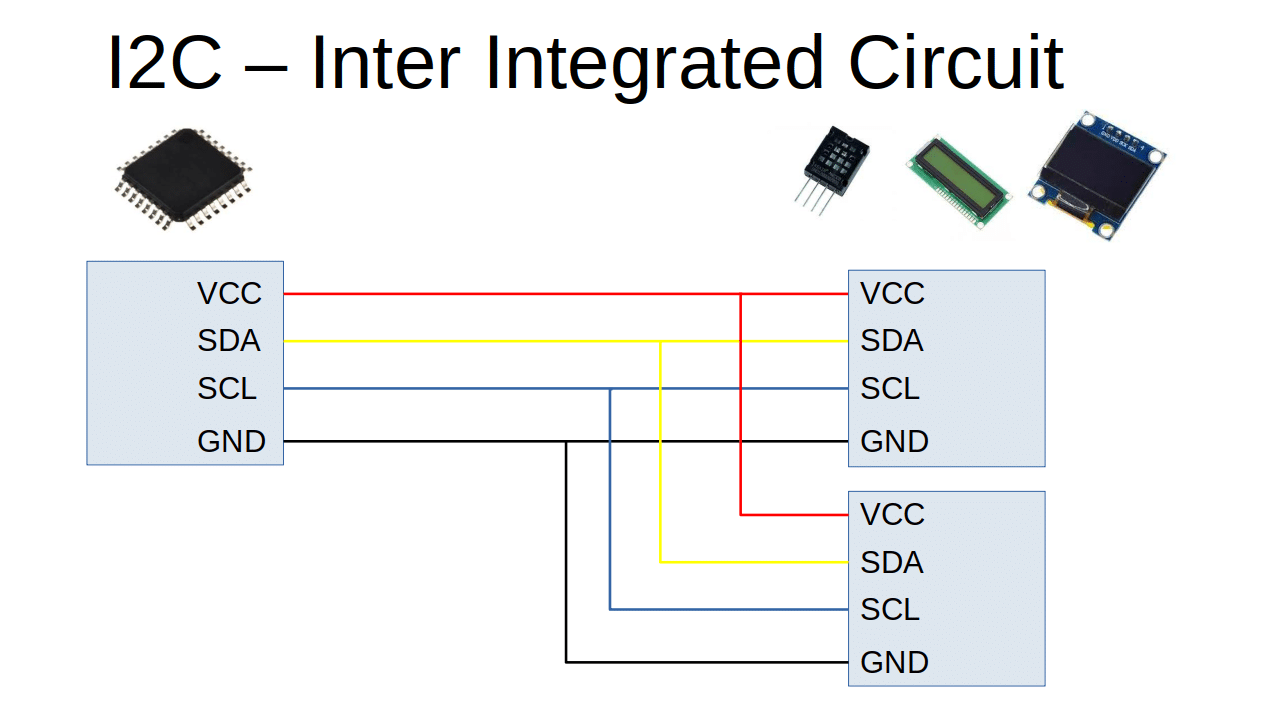 I2C – Inter Integrated Circuit
VCC
SDA
SCL
GND
VCC
SDA
SCL
GND
VCC
SDA
SCL
GND